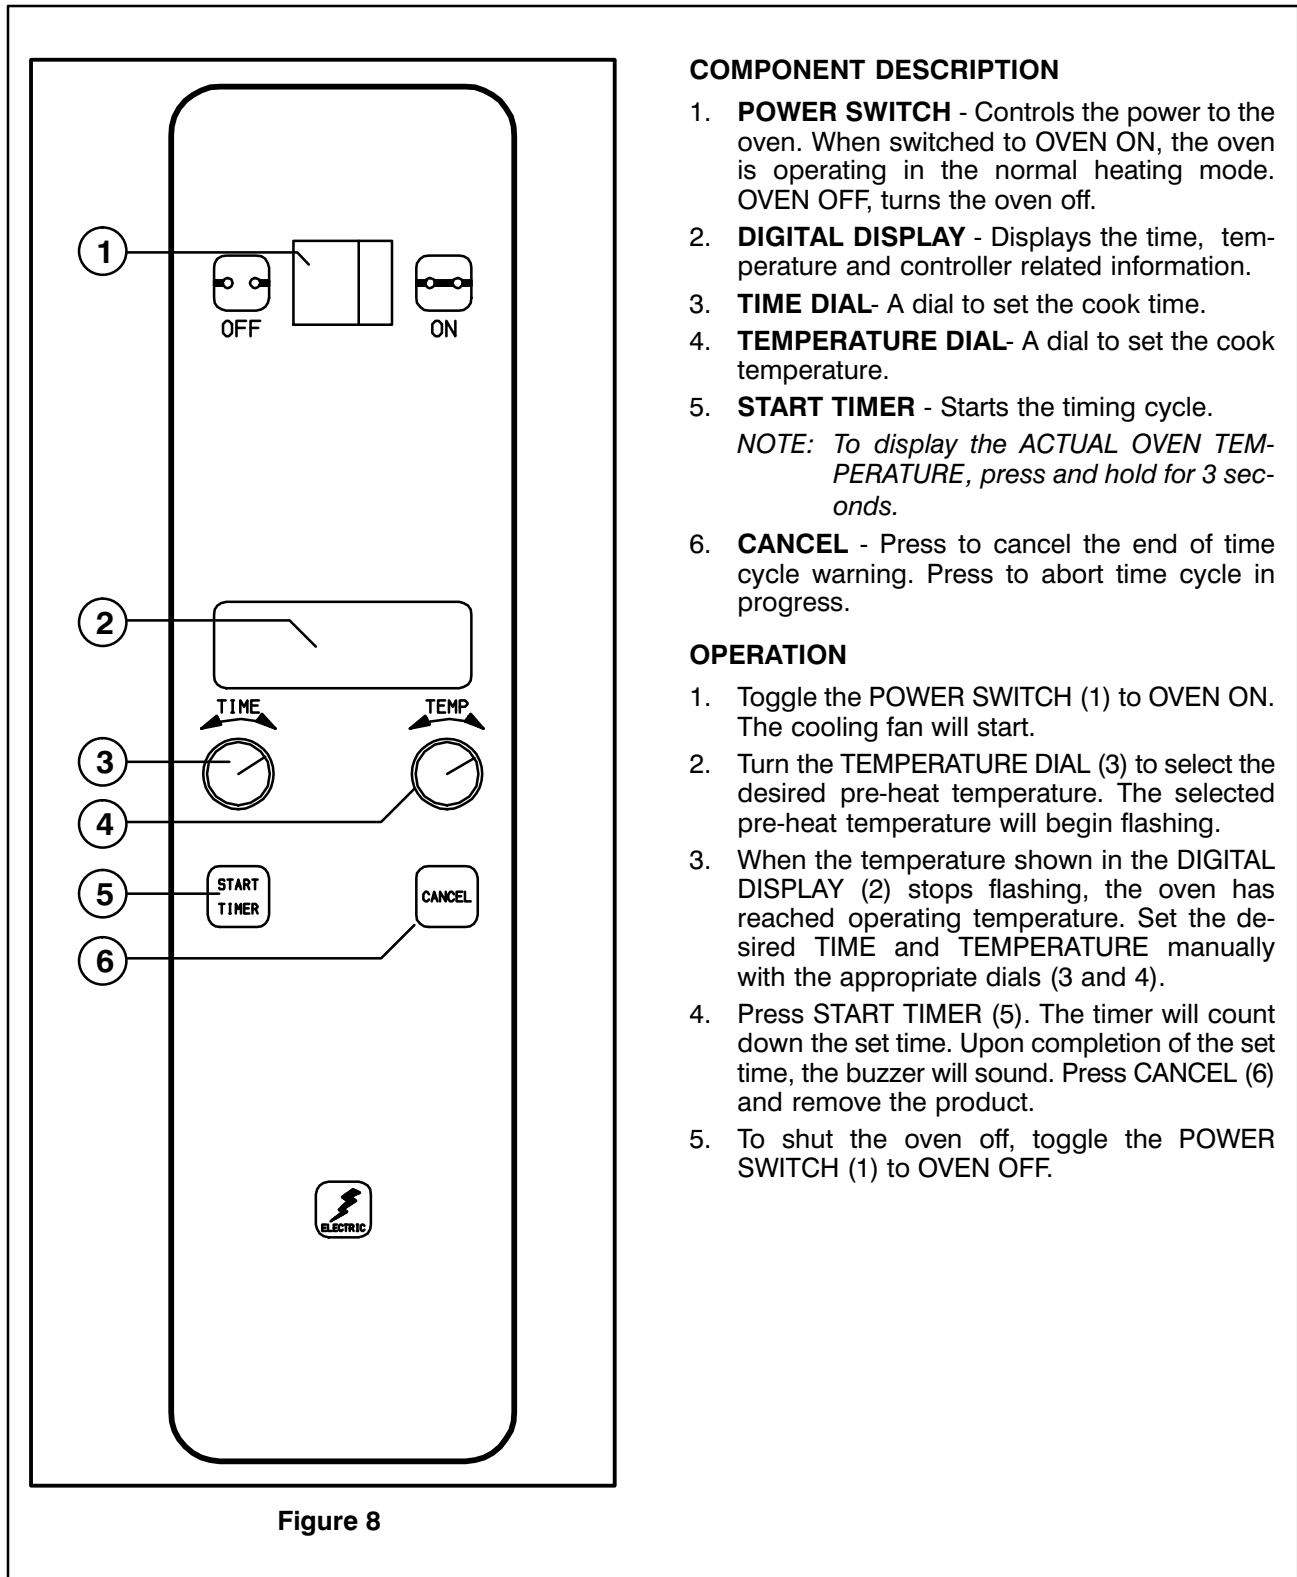 1
OFF
ON
2
TIME
TEMP
3
4
5
START
TIMER
CANCEL
6
ELECTRIC
Figure 8
COMPONENT DESCRIPTION
1. POWER SWITCH - Controls the power to the
oven. When switched to OVEN ON, the oven
is operating in the normal heating mode.
OVEN OFF, turns the oven off.
2. DIGITAL DISPLAY - Displays the time, tem-
perature and controller related information.
3. TIME DIAL- A dial to set the cook time.
4. TEMPERATURE DIAL- A dial to set the cook
temperature.
5. START TIMER - Starts the timing cycle.
NOTE: To display the ACTUAL OVEN TEM-
PERATURE, press and hold for 3 sec-
onds.
6. CANCEL - Press to cancel the end of time
cycle warning. Press to abort time cycle in
progress.
OPERATION
1. Toggle the POWER SWITCH (1) to OVEN ON.
The cooling fan will start.
2. Turn the TEMPERATURE DIAL (3) to select the
desired pre-heat temperature. The selected
pre-heat temperature will begin flashing.
3. When the temperature shown in the DIGITAL
DISPLAY (2) stops flashing, the oven has
reached operating temperature. Set the de-
sired TIME and TEMPERATURE manually
with the appropriate dials (3 and 4).
4. Press START TIMER (5). The timer will count
down the set time. Upon completion of the set
time, the buzzer will sound. Press CANCEL (6)
and remove the product.
5. To shut the oven off, toggle the POWER
SWITCH (1) to OVEN OFF.